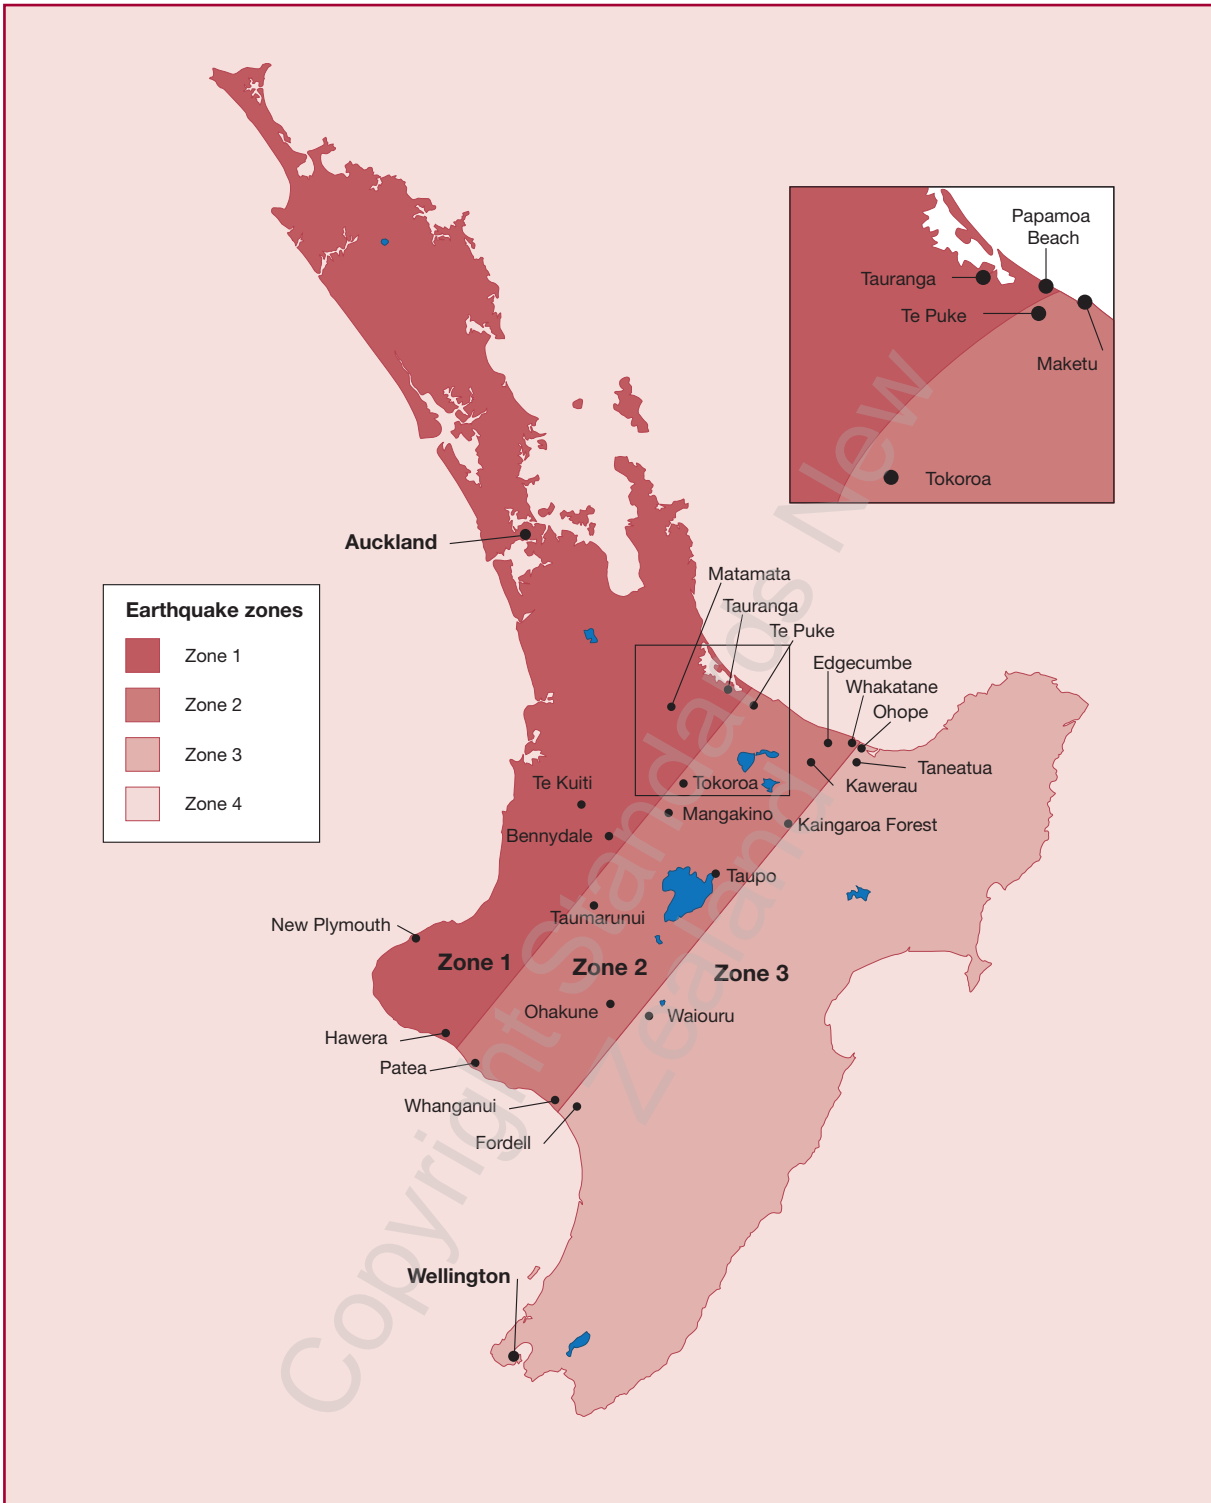 Papamoa
Beach
Tauranga
Te Puke
Maketu
Tokoroa
Auckland
Matamata
Tauranga
Te Puke
Edgecumbe
Whakatane
Ohope
Taneatua
Kawerau
Earthquake zones
Zone 1
Zone 2
Zone 3
Zone 4
Te Kuiti
Tokoroa
Mangakino
Kaingaroa Forest
Bennydale
Taupo
Taumarunui
New Plymouth
Zone 1
Zone 2
Zone 3
Ohakune
Waiouru
Hawera
Patea
Whanganui
Fordell
Wellington
Copyright Standards New
Zealand